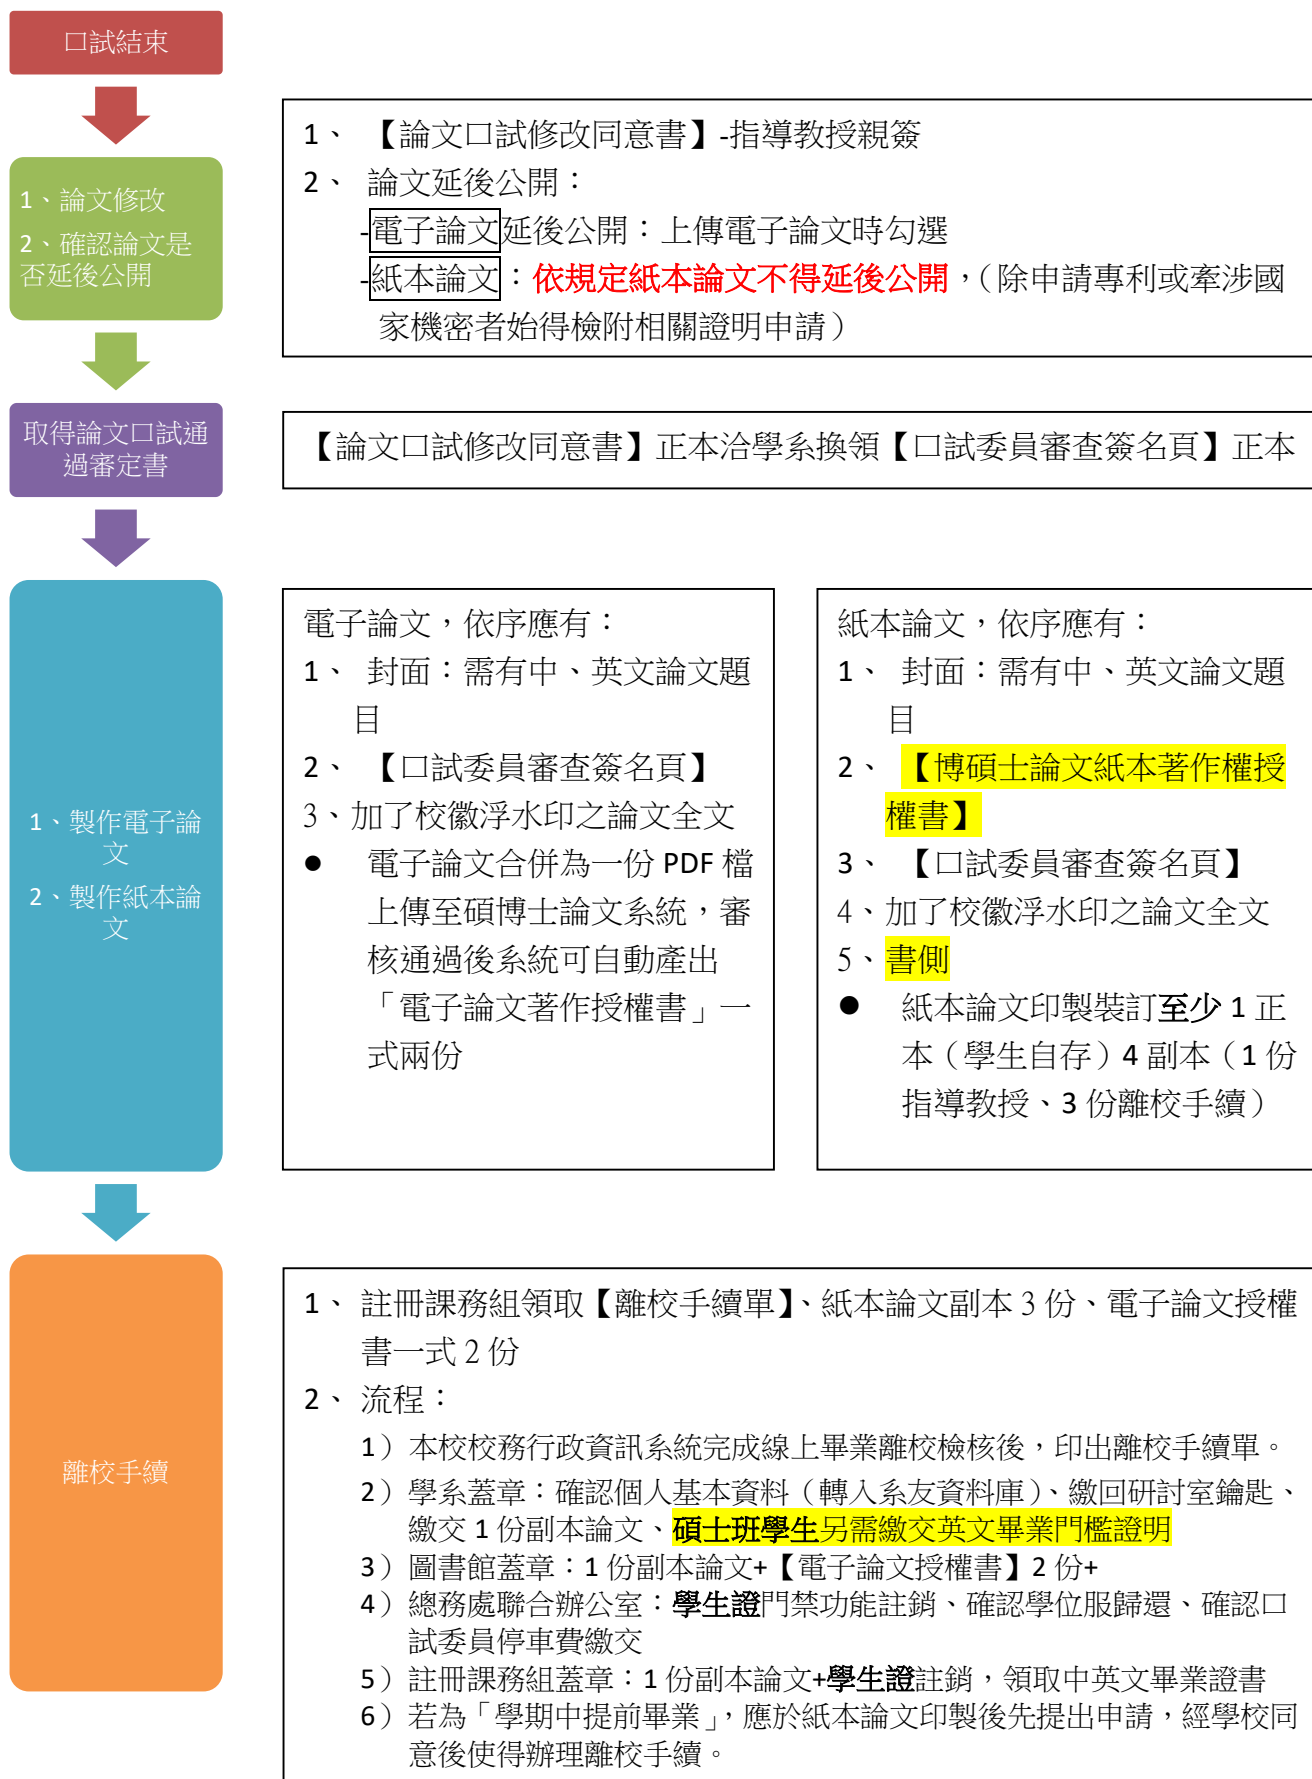 口試結束
1、論文修改
2、確認論文是
否延後公開
1、 【論文口試修改同意書】-指導教授親簽
2、 論文延後公開：
-電子論文延後公開：上傳電子論文時勾選
-紙本論文：依規定紙本論文不得延後公開，（除申請專利或牽涉國
家機密者始得檢附相關證明申請）
取得論文口試通
過審定書
【論文口試修改同意書】正本洽學系換領【口試委員審查簽名頁】正本
1、製作電子論
文
2、製作紙本論
文
電子論文，依序應有：
1、 封面：需有中、英文論文題
目
2、 【口試委員審查簽名頁】
3、加了校徽浮水印之論文全文
● 電子論文合併為一份 PDF 檔
上傳至碩博士論文系統，審
核通過後系統可自動產出
「電子論文著作授權書」一
式兩份
紙本論文，依序應有：
1、 封面：需有中、英文論文題
目
2、 【博碩士論文紙本著作權授
權書】
3、 【口試委員審查簽名頁】
4、加了校徽浮水印之論文全文
5、書側
● 紙本論文印製裝訂至少 1 正
本（學生自存）4 副本（1 份
指導教授、3 份離校手續）
離校手續
1、 註冊課務組領取【離校手續單】、紙本論文副本 3 份、電子論文授權
書一式 2 份
2、 流程：
1）本校校務行政資訊系統完成線上畢業離校檢核後，印出離校手續單。
2）學系蓋章：確認個人基本資料（轉入系友資料庫）、繳回研討室鑰匙、
繳交 1 份副本論文、碩士班學生另需繳交英文畢業門檻證明
3）圖書館蓋章：1 份副本論文+【電子論文授權書】2 份+
4）總務處聯合辦公室：學生證門禁功能註銷、確認學位服歸還、確認口
試委員停車費繳交
5）註冊課務組蓋章：1 份副本論文+學生證註銷，領取中英文畢業證書
6）若為「學期中提前畢業」，應於紙本論文印製後先提出申請，經學校同
意後使得辦理離校手續。